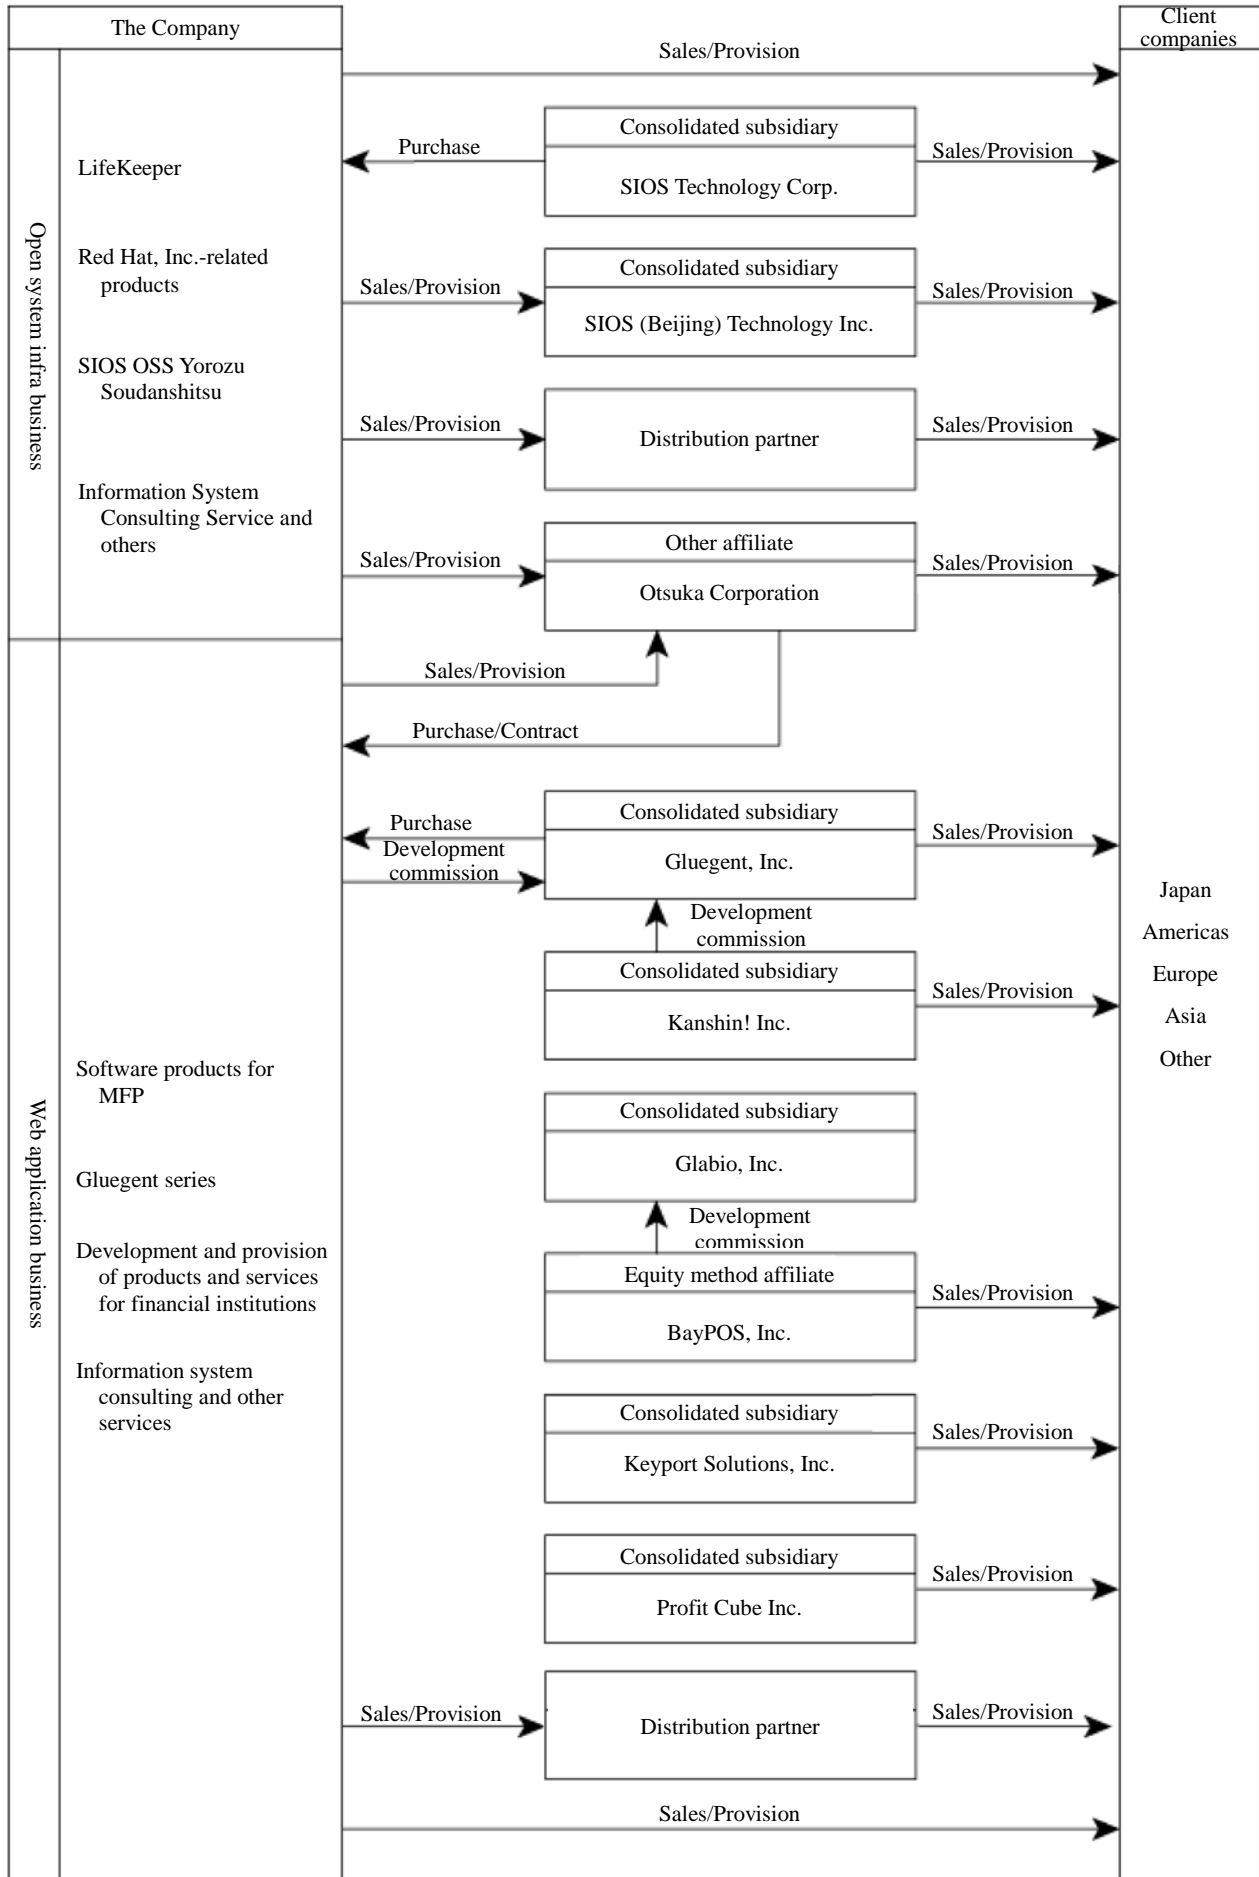 The Company
Client
companies
Sales/Provision
Open system infra business
LifeKeeper
Red Hat, Inc.-related
products
SIOS OSS Yorozu
Soudanshitsu
Information System
Consulting Service and
others
Purchase
Consolidated subsidiary
SIOS Technology Corp.
Sales/Provision
Sales/Provision
Consolidated subsidiary
SIOS (Beijing) Technology Inc.
Sales/Provision
Sales/Provision
Distribution partner
Sales/Provision
Sales/Provision
Other affiliate
Otsuka Corporation
Sales/Provision
Sales/Provision
Purchase/Contract
Web application business
Software products for
MFP
Gluegent series
Development and provision
of products and services
for financial institutions
Information system
consulting and other
services
Purchase
Development
commission
Consolidated subsidiary
Gluegent, Inc.
Sales/Provision
Development
commission
Consolidated subsidiary
Kanshin! Inc.
Sales/Provision
Consolidated subsidiary
Glabio, Inc.
Development
commission
Equity method affiliate
BayPOS, Inc.
Sales/Provision
Consolidated subsidiary
Keyport Solutions, Inc.
Sales/Provision
Consolidated subsidiary
Profit Cube Inc.
Sales/Provision
Sales/Provision
Distribution partner
Sales/Provision
Sales/Provision
Japan
Americas
Europe
Asia
Other